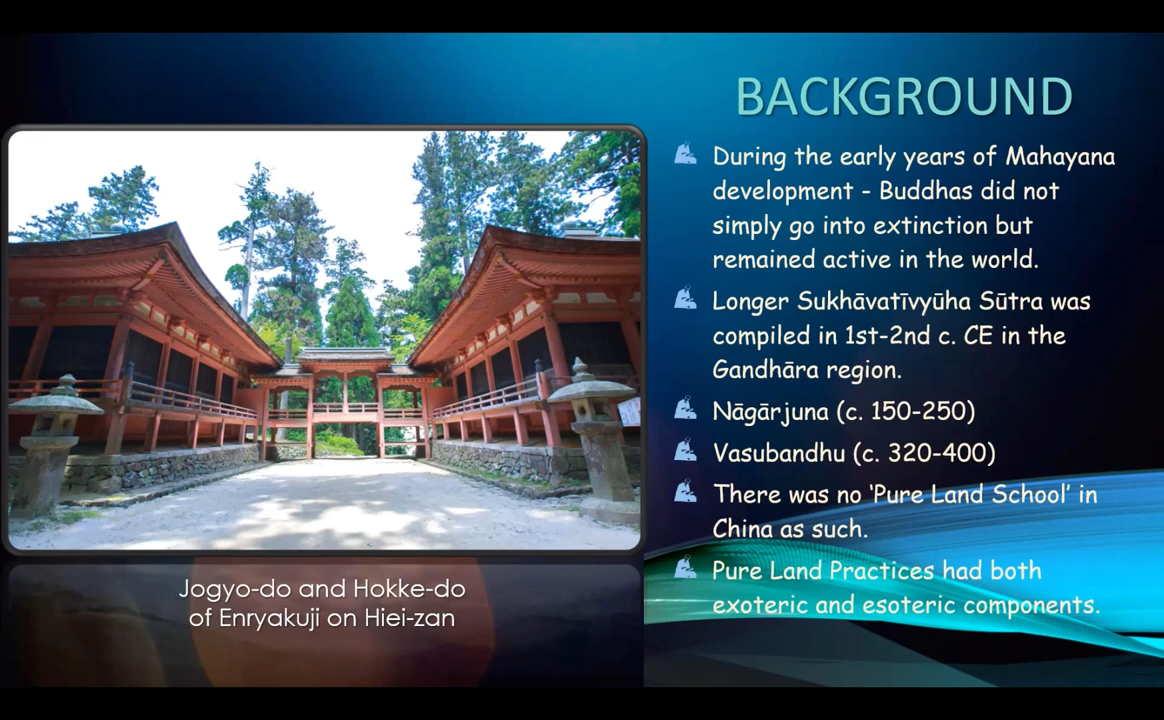 BACKGROUND
During the early years of Mahayana
development - Buddhas did not
simply go into extinction but
remained active in the world.
Longer Sukhāvatīvyūha Sūtra was
compiled in 1st-2nd c. CE in the
Gandhāra region.
Nāgārjuna (c. 150-250)
Vasubandhu (c. 320-400)
There was no ‘Pure Land School’ in
China as such.
Pure Land Practices had both
exoteric and esoteric components.
Jogyo-do and Hokke-do
of Enryakuji on Hiei-zan